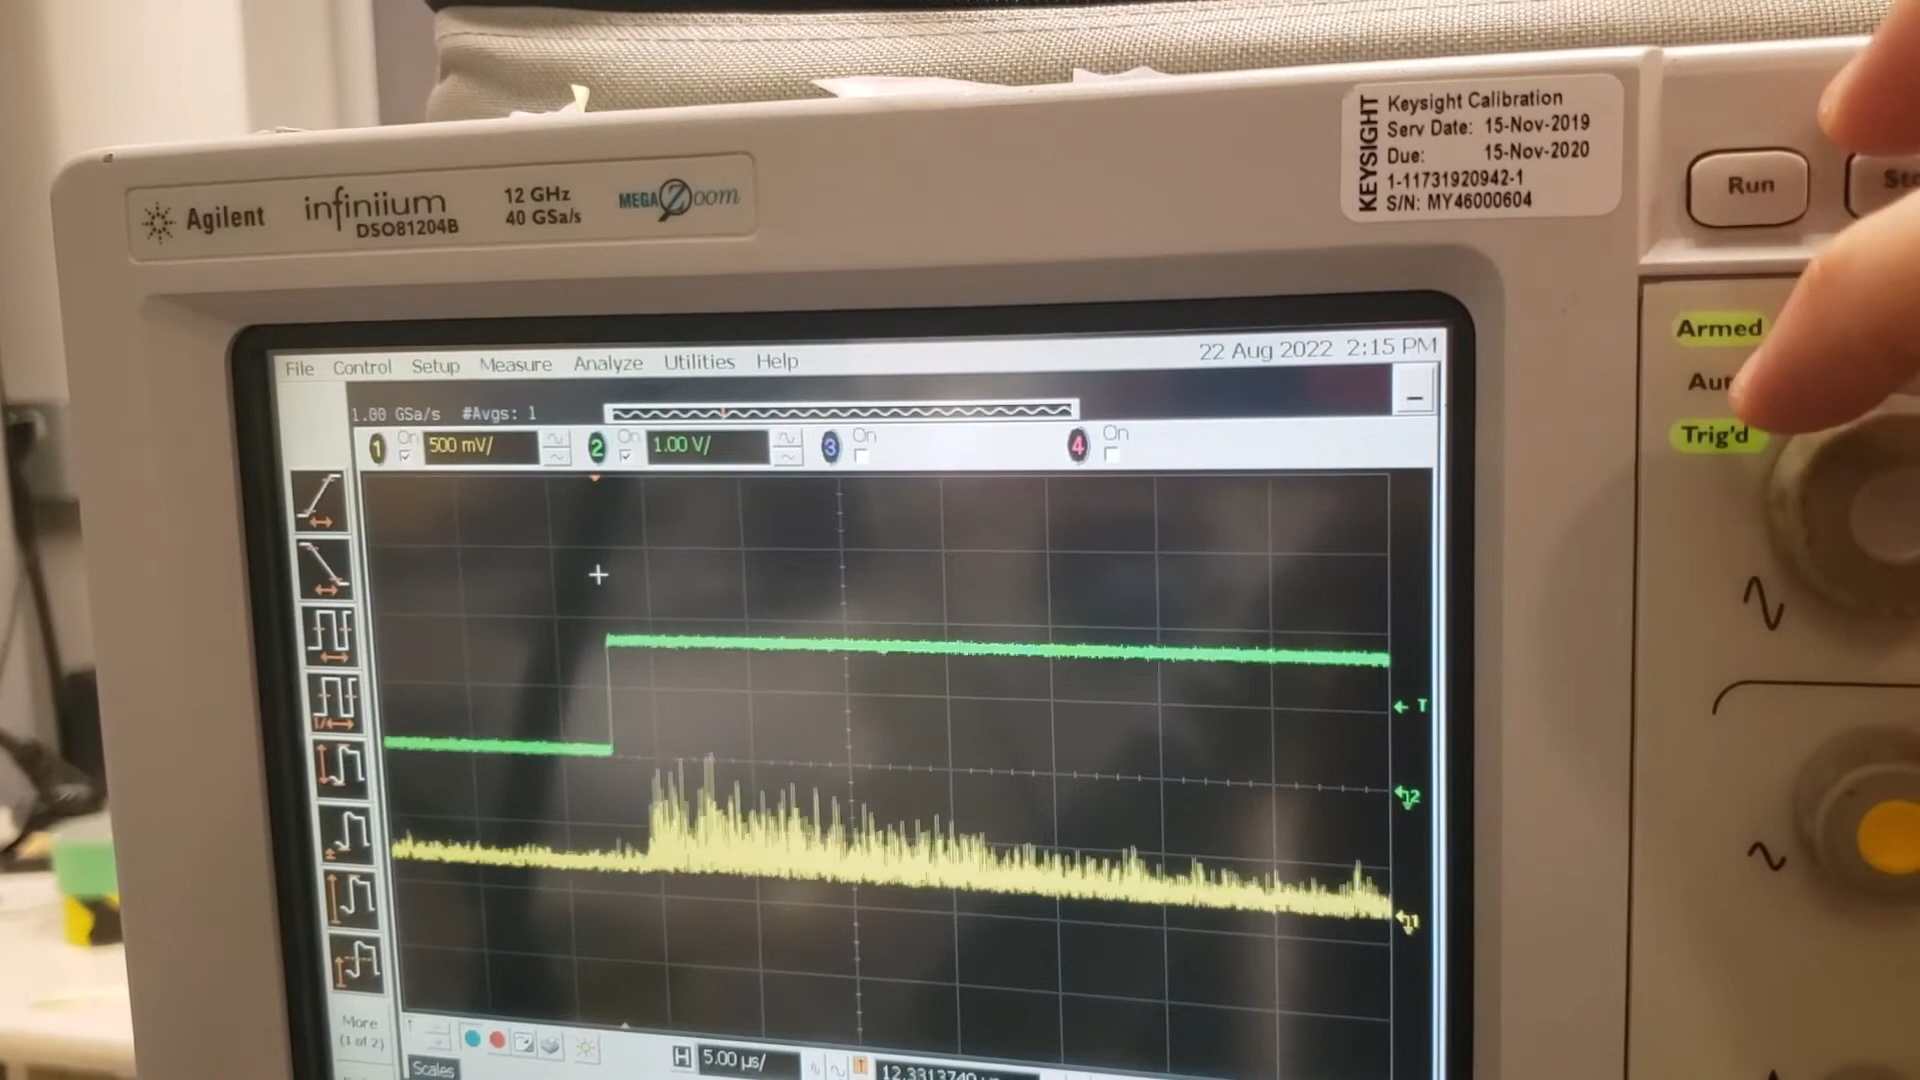 Agilent
infiniium
DSO81204B
12 GHz
40 GSa/s
MEGA Zoom
KEYSIGHT
Keysight Calibration
Serv Date: 15-Nov-2019
Due: 15-Nov-2020
1-11731920942-1
S/N: MY46000604
Run
Armed
Trig'd
File Control Setup Measure Analyze Utilities Help
22 Aug 2022 2:15 PM
1.00 GSa/s #Avgs: 1
1 On 500 mV/ 2 On 1.00 V/ 3 On 4 On
T
2
1
More
(1 of 2)
H 5.00 µs/
Scales